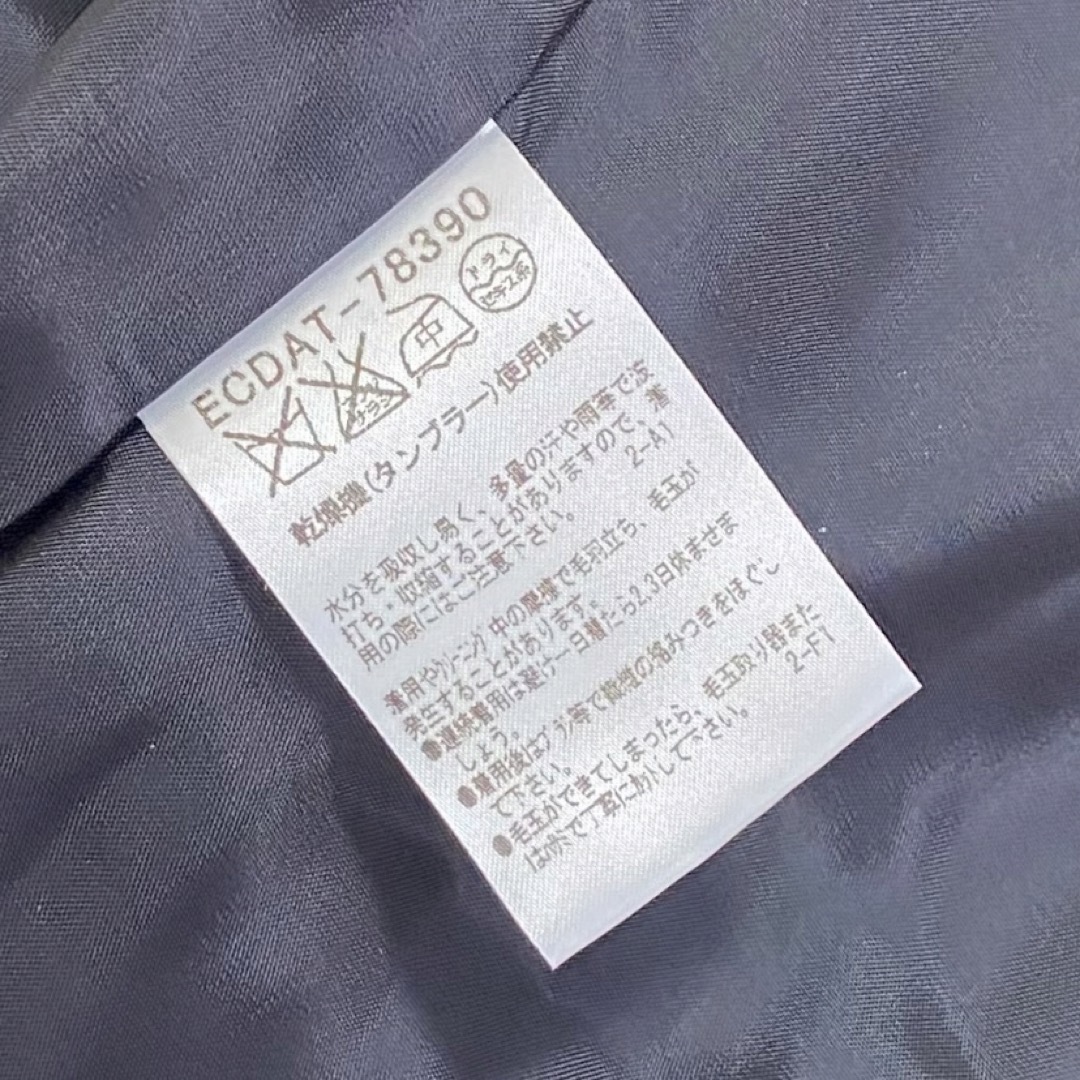 ECDAT-78390
エンソサラシ
中
ドライ
セキユ系
乾燥機(タンブラー)使用禁止
水分を吸収し易く、多量の汗や雨等で波
打ち・収縮することがありますので、着
用の際にはご注意下さい。 2-A1
着用やクリーニング中の摩擦で毛羽立ち、毛玉が
発生することがあります。
●連続着用は避け一日着たら2.3日休ませま
しょう。
●着用後はブラシ等で繊維の絡みつきをほぐし
て下さい。
●毛玉ができてしまったら、毛玉取り器また
はハサミで丁寧にカットして下さい。 2-F1